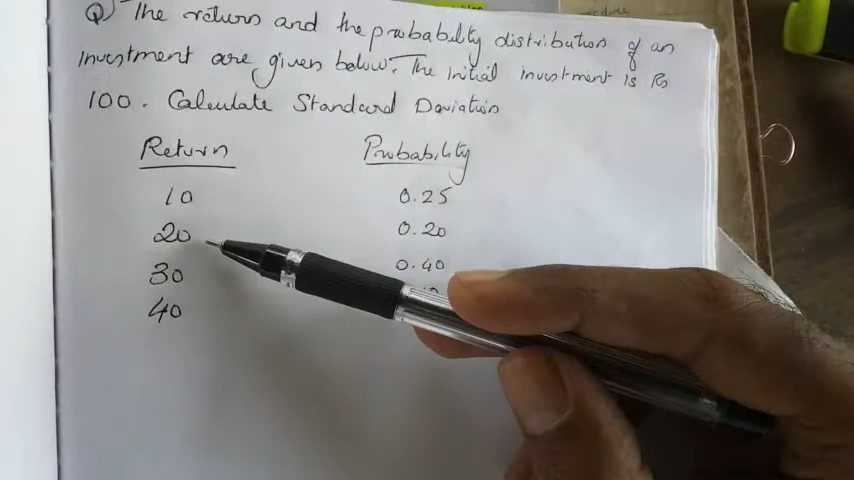 Q) The return and the probability distribution of an
investment are given below. The initial investment is Rs
100. Calculate Standard Deviation
Return Probability
10 0.25
20 0.20
30 0.40
40